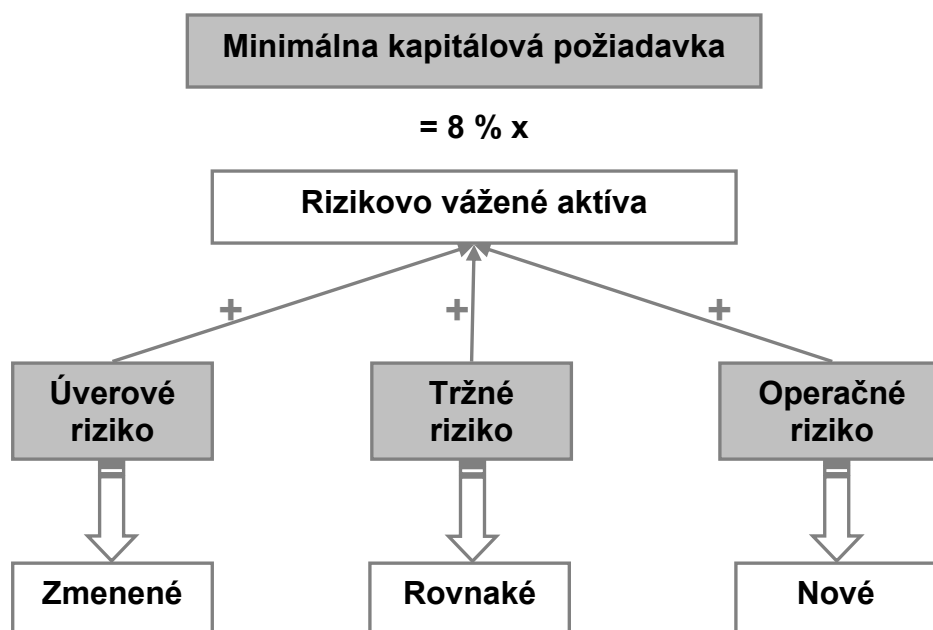 Minimálna kapitálová požiadavka
= 8 % x
Rizikovo vážené aktíva
+ + +
Úverové
riziko
Tržné
riziko
Operačné
riziko
Zmenené
Rovnaké
Nové